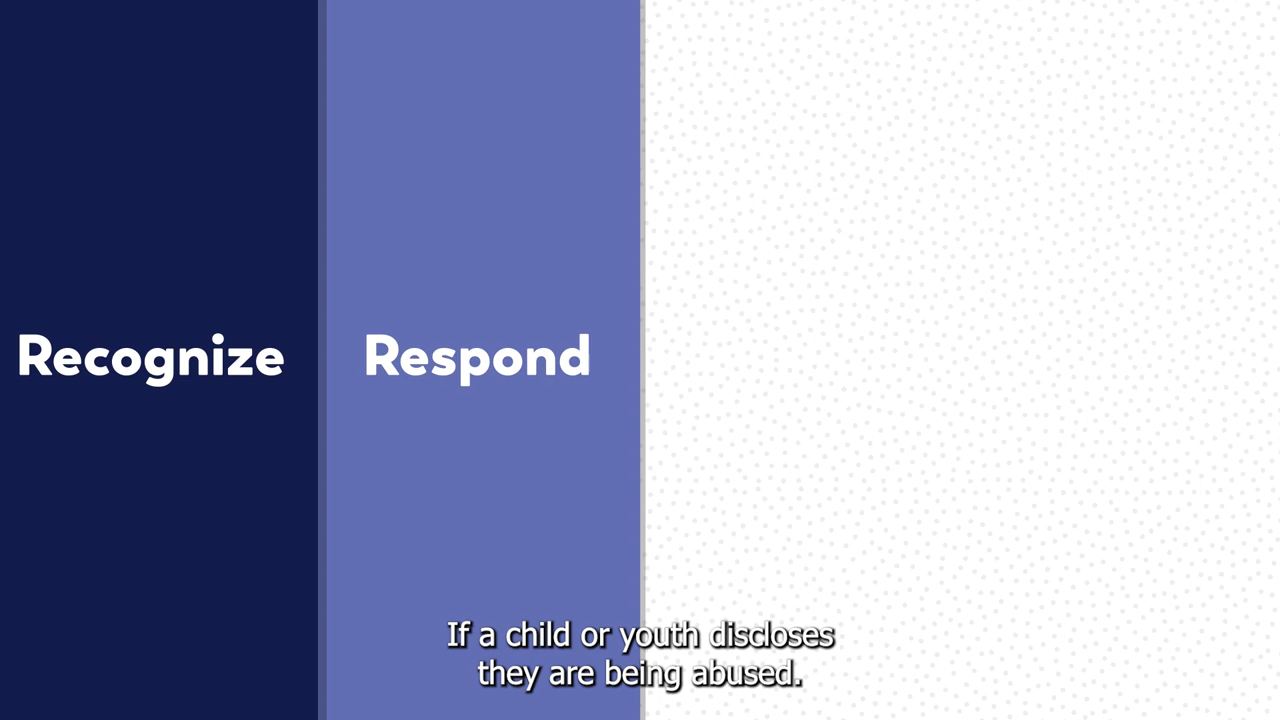 Recognize
Respond
If a child or youth discloses
they are being abused.